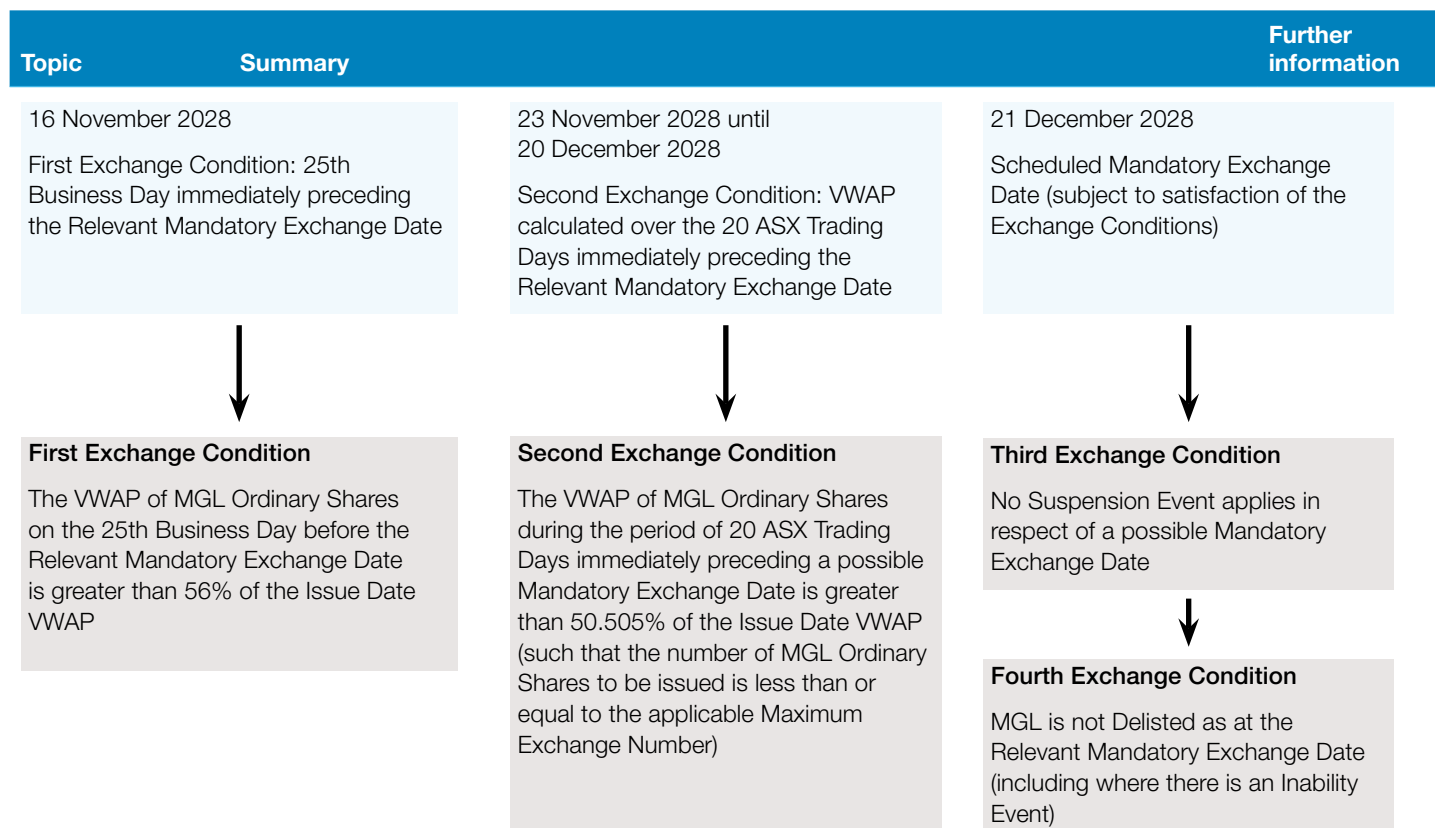 Topic
Summary
Further
information
16 November 2028
First Exchange Condition: 25th
Business Day immediately preceding
the Relevant Mandatory Exchange Date
23 November 2028 until
20 December 2028
Second Exchange Condition: VWAP
calculated over the 20 ASX Trading
Days immediately preceding the
Relevant Mandatory Exchange Date
21 December 2028
Scheduled Mandatory Exchange
Date (subject to satisfaction of the
Exchange Conditions)
First Exchange Condition
The VWAP of MGL Ordinary Shares
on the 25th Business Day before the
Relevant Mandatory Exchange Date
is greater than 56% of the Issue Date
VWAP
Second Exchange Condition
The VWAP of MGL Ordinary Shares
during the period of 20 ASX Trading
Days immediately preceding a possible
Mandatory Exchange Date is greater
than 50.505% of the Issue Date VWAP
(such that the number of MGL Ordinary
Shares to be issued is less than or
equal to the applicable Maximum
Exchange Number)
Third Exchange Condition
No Suspension Event applies in
respect of a possible Mandatory
Exchange Date
Fourth Exchange Condition
MGL is not Delisted as at the
Relevant Mandatory Exchange Date
(including where there is an Inability
Event)